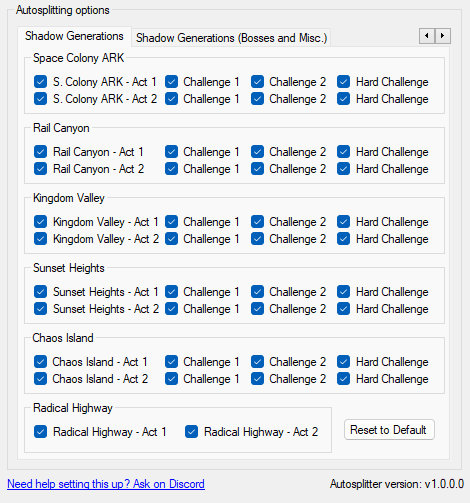 Autosplitting options
Shadow Generations Shadow Generations (Bosses and Misc.)
Space Colony ARK
S. Colony ARK - Act 1 Challenge 1 Challenge 2 Hard Challenge
S. Colony ARK - Act 2 Challenge 1 Challenge 2 Hard Challenge
Rail Canyon
Rail Canyon - Act 1 Challenge 1 Challenge 2 Hard Challenge
Rail Canyon - Act 2 Challenge 1 Challenge 2 Hard Challenge
Kingdom Valley
Kingdom Valley - Act 1 Challenge 1 Challenge 2 Hard Challenge
Kingdom Valley - Act 2 Challenge 1 Challenge 2 Hard Challenge
Sunset Heights
Sunset Heights - Act 1 Challenge 1 Challenge 2 Hard Challenge
Sunset Heights - Act 2 Challenge 1 Challenge 2 Hard Challenge
Chaos Island
Chaos Island - Act 1 Challenge 1 Challenge 2 Hard Challenge
Chaos Island - Act 2 Challenge 1 Challenge 2 Hard Challenge
Radical Highway
Radical Highway - Act 1 Radical Highway - Act 2 Reset to Default
Need help setting this up? Ask on Discord Autosplitter version: v1.0.0.0